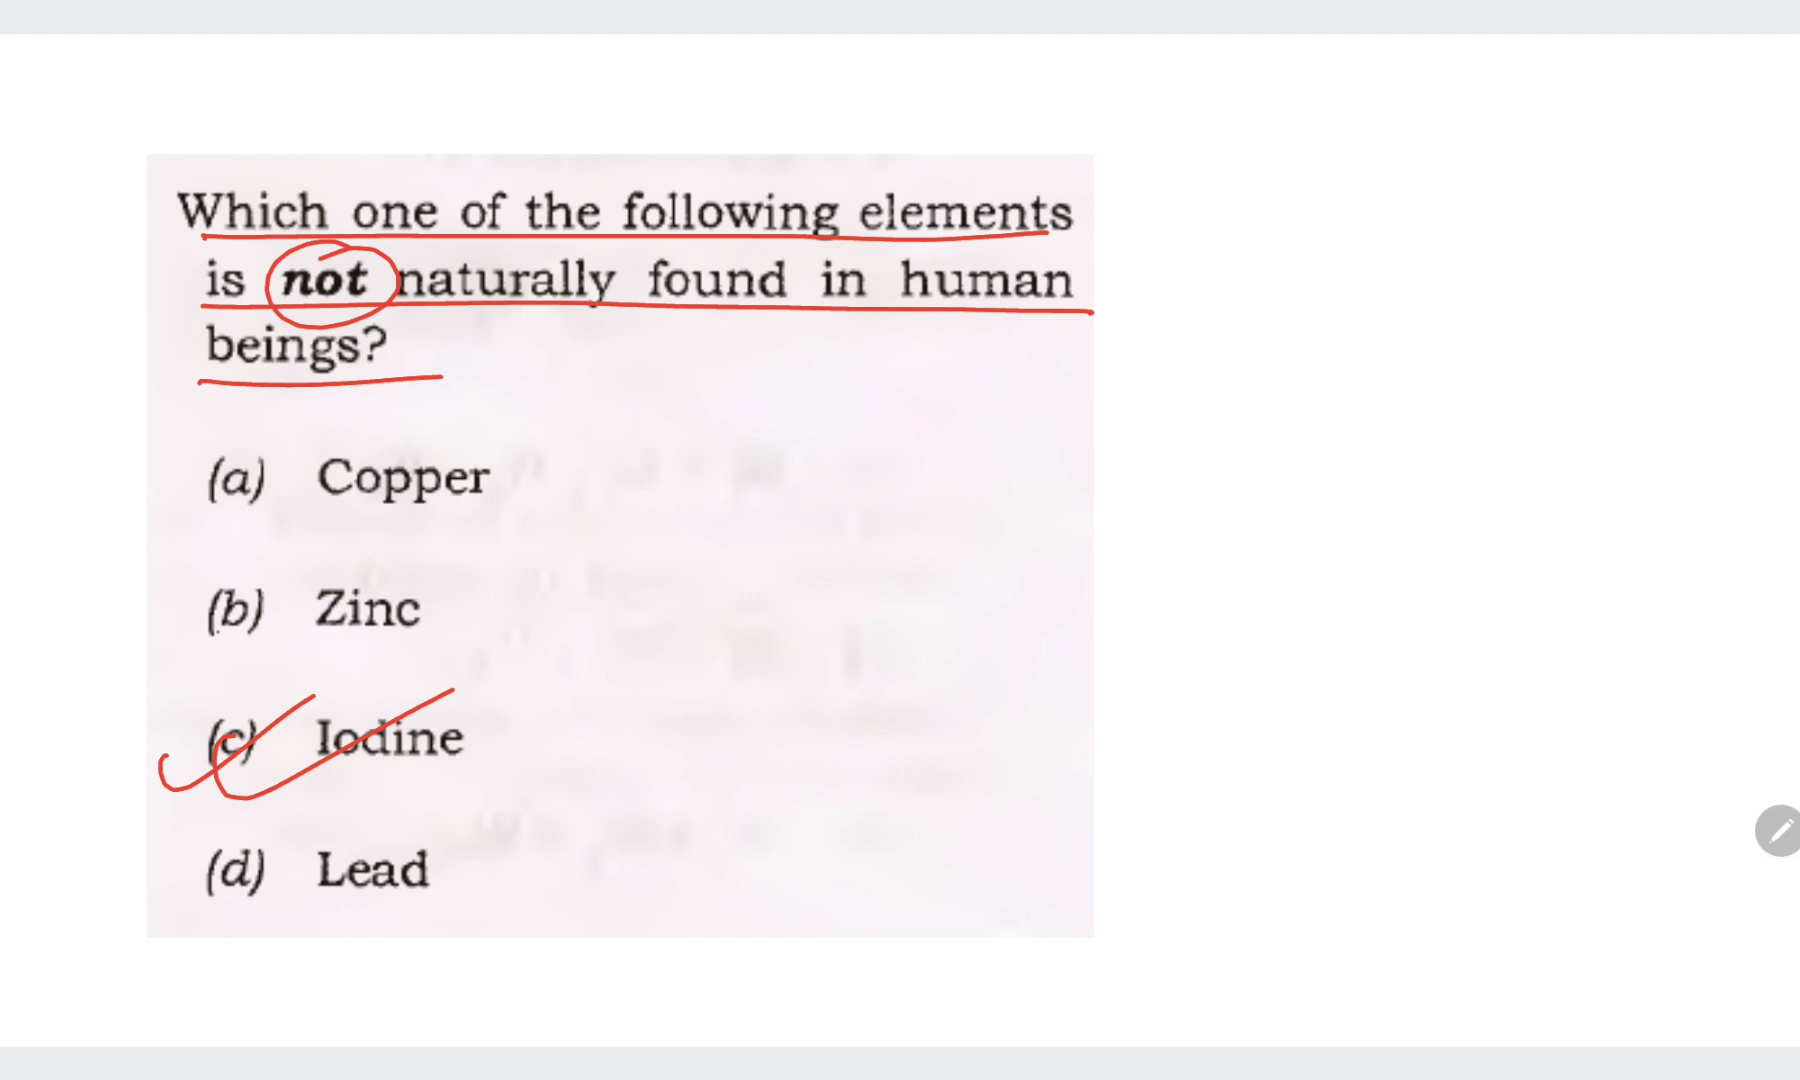 Which one of the following elements
is not naturally found in human
beings?
(a) Copper
(b) Zinc
(c) Iodine
(d) Lead